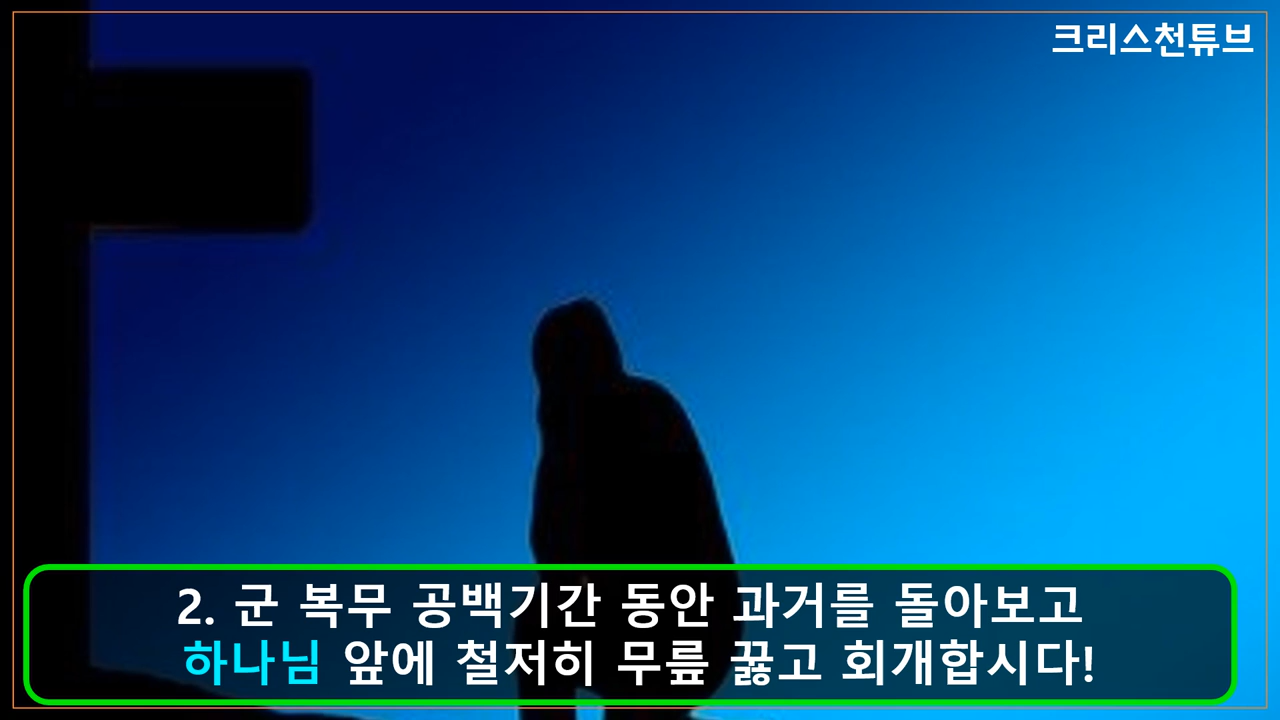 크리스천튜브
2. 군 복무 공백기간 동안 과거를 돌아보고
하나님 앞에 철저히 무릎 꿇고 회개합시다!